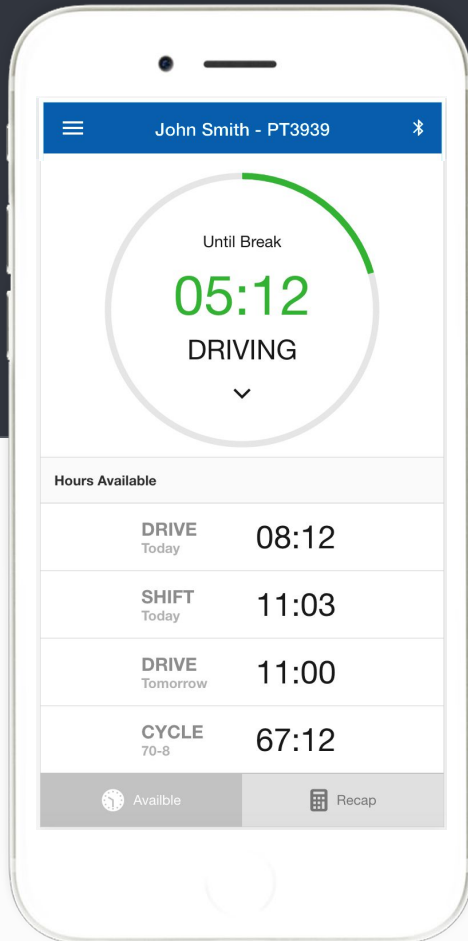 John Smith - PT3939
Until Break
05:12
DRIVING
Hours Available
DRIVE
Today
08:12
SHIFT
Today
11:03
DRIVE
Tomorrow
11:00
CYCLE
70-8
67:12
Availble
Recap